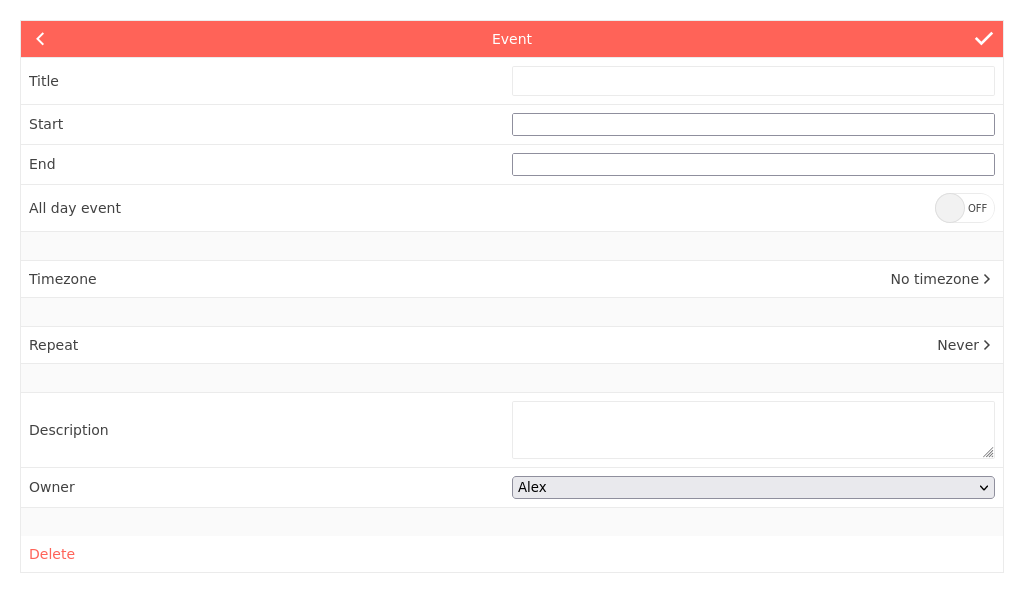 Event
Title
Start
End
All day event OFF
Timezone No timezone
Repeat Never
Description
Owner Alex
Delete